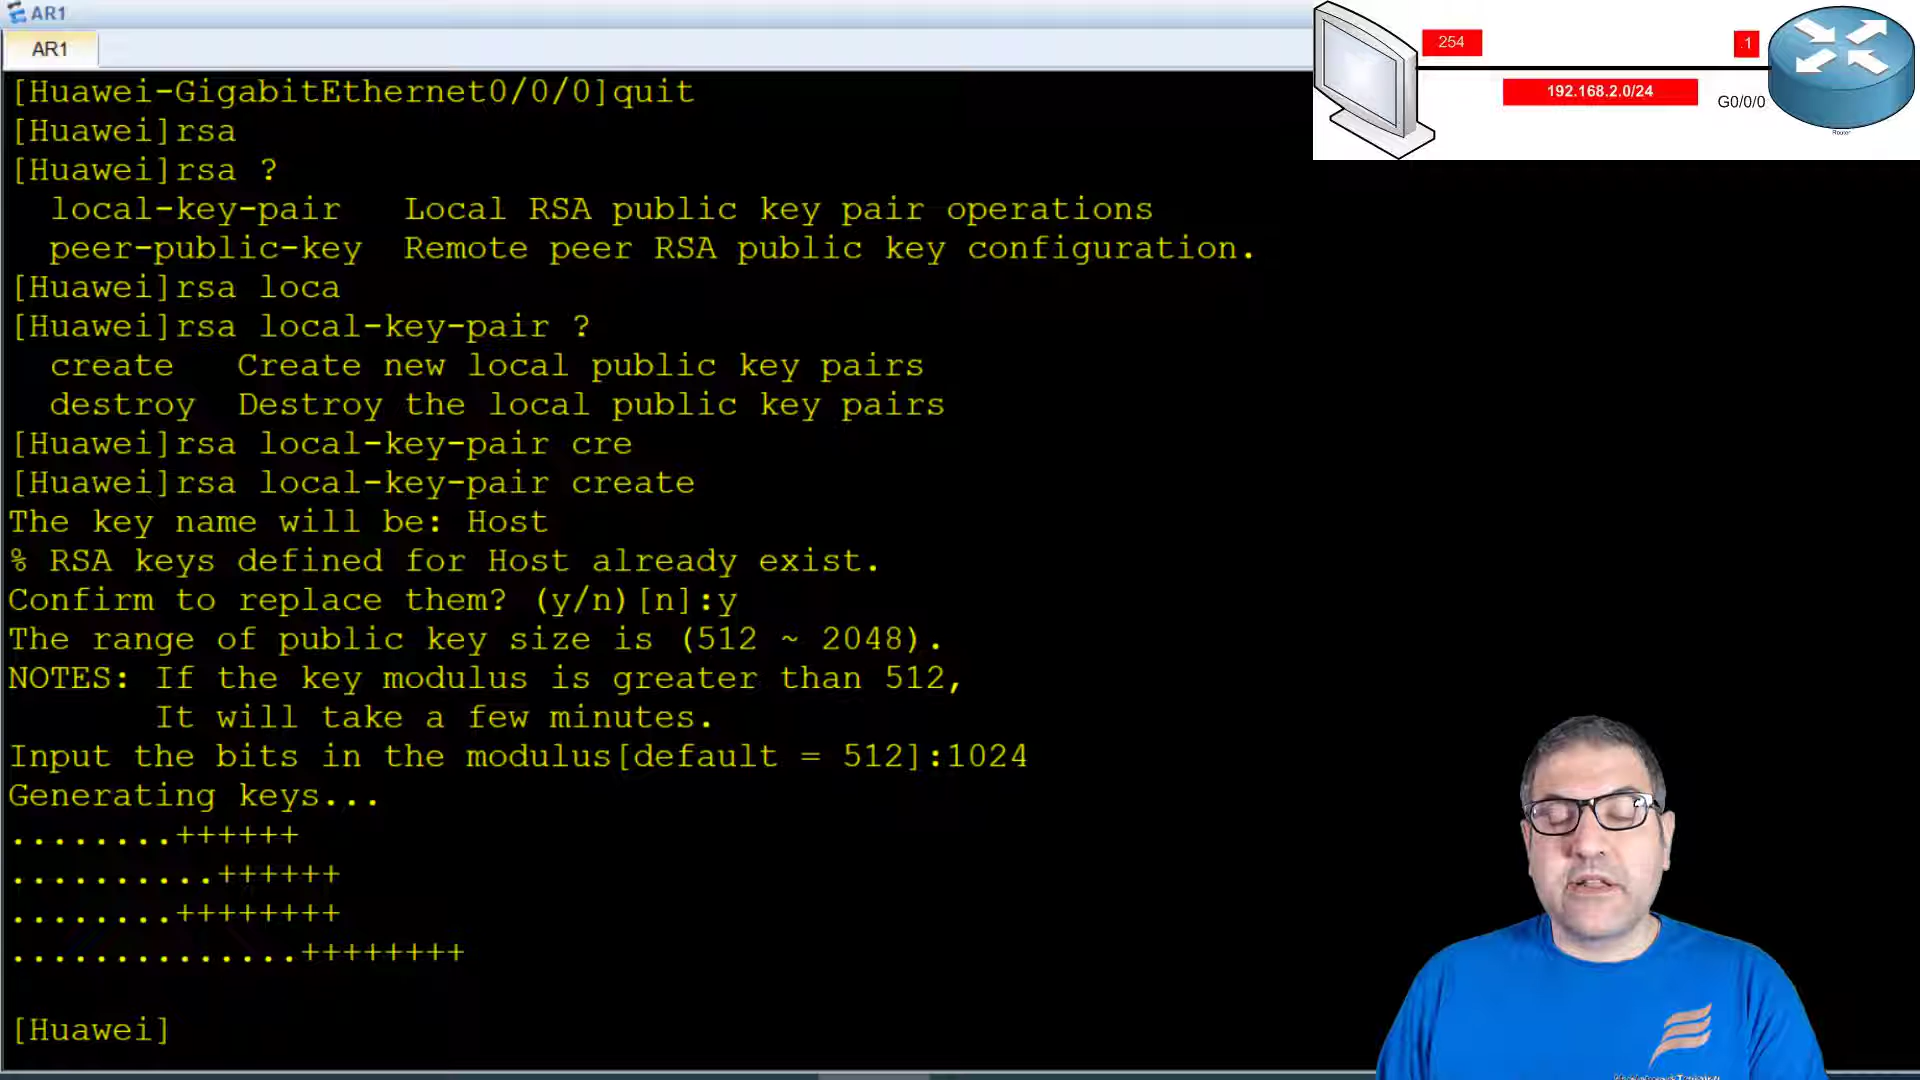 AR1
AR1
[Huawei-GigabitEthernet0/0/0]quit
[Huawei]rsa
[Huawei]rsa ?
local-key-pair   Local RSA public key pair operations
peer-public-key  Remote peer RSA public key configuration.
[Huawei]rsa loca
[Huawei]rsa local-key-pair ?
create   Create new local public key pairs
destroy  Destroy the local public key pairs
[Huawei]rsa local-key-pair cre
[Huawei]rsa local-key-pair create
The key name will be: Host
% RSA keys defined for Host already exist.
Confirm to replace them? (y/n)[n]:y
The range of public key size is (512 ~ 2048).
NOTES: If the key modulus is greater than 512,
It will take a few minutes.
Input the bits in the modulus[default = 512]:1024
Generating keys...
........++++++
..........++++++
........++++++++
..............++++++++
[Huawei]
254
.1
192.168.2.0/24
G0/0/0
Router